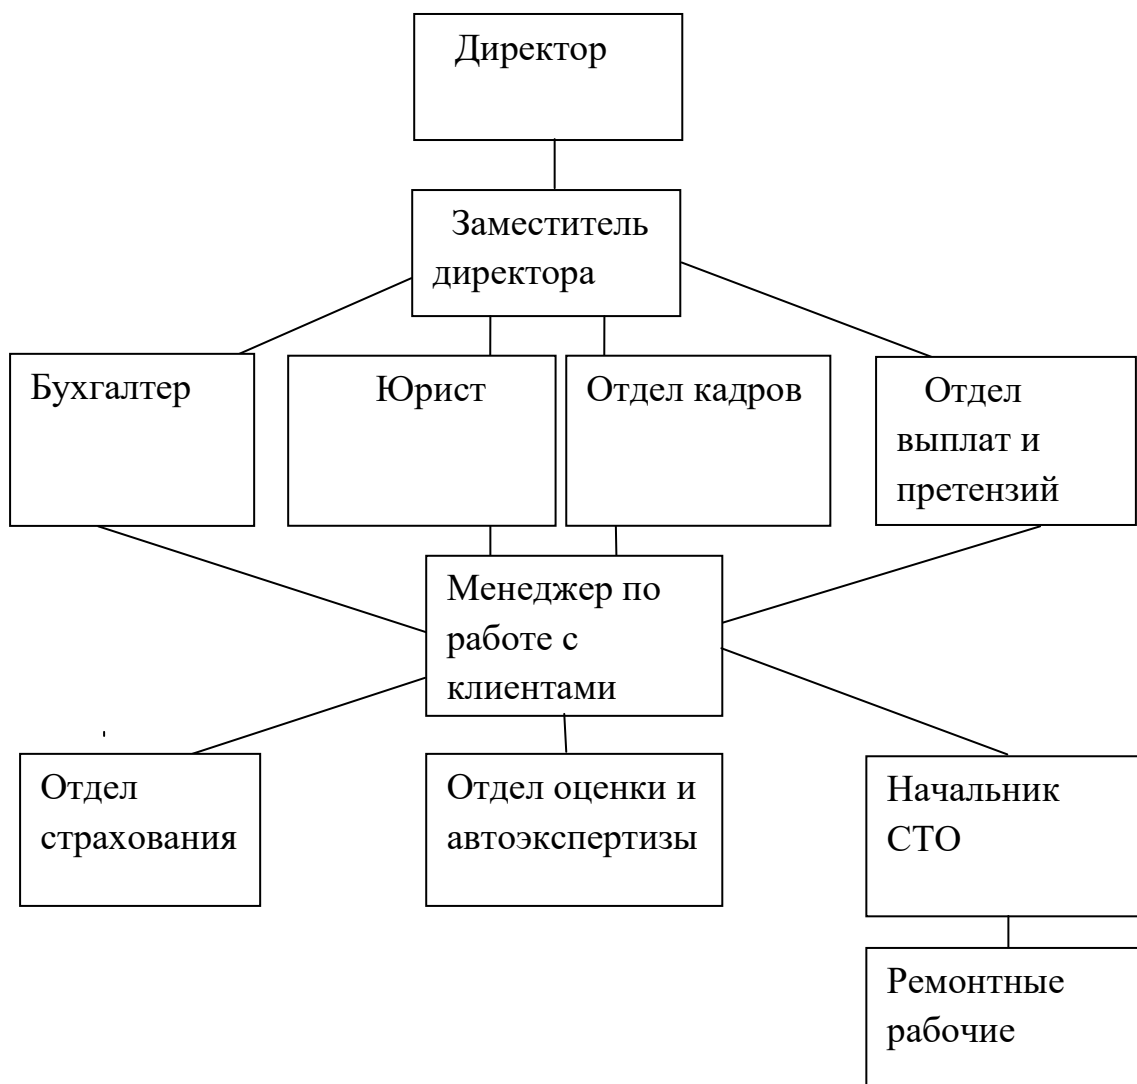 Директор
Заместитель
директора
Бухгалтер
Юрист
Отдел кадров
Отдел
выплат и
претензий
Менеджер по
работе с
клиентами
Отдел
страхования
Отдел оценки и
автоэкспертизы
Начальник
СТО
Ремонтные
рабочие